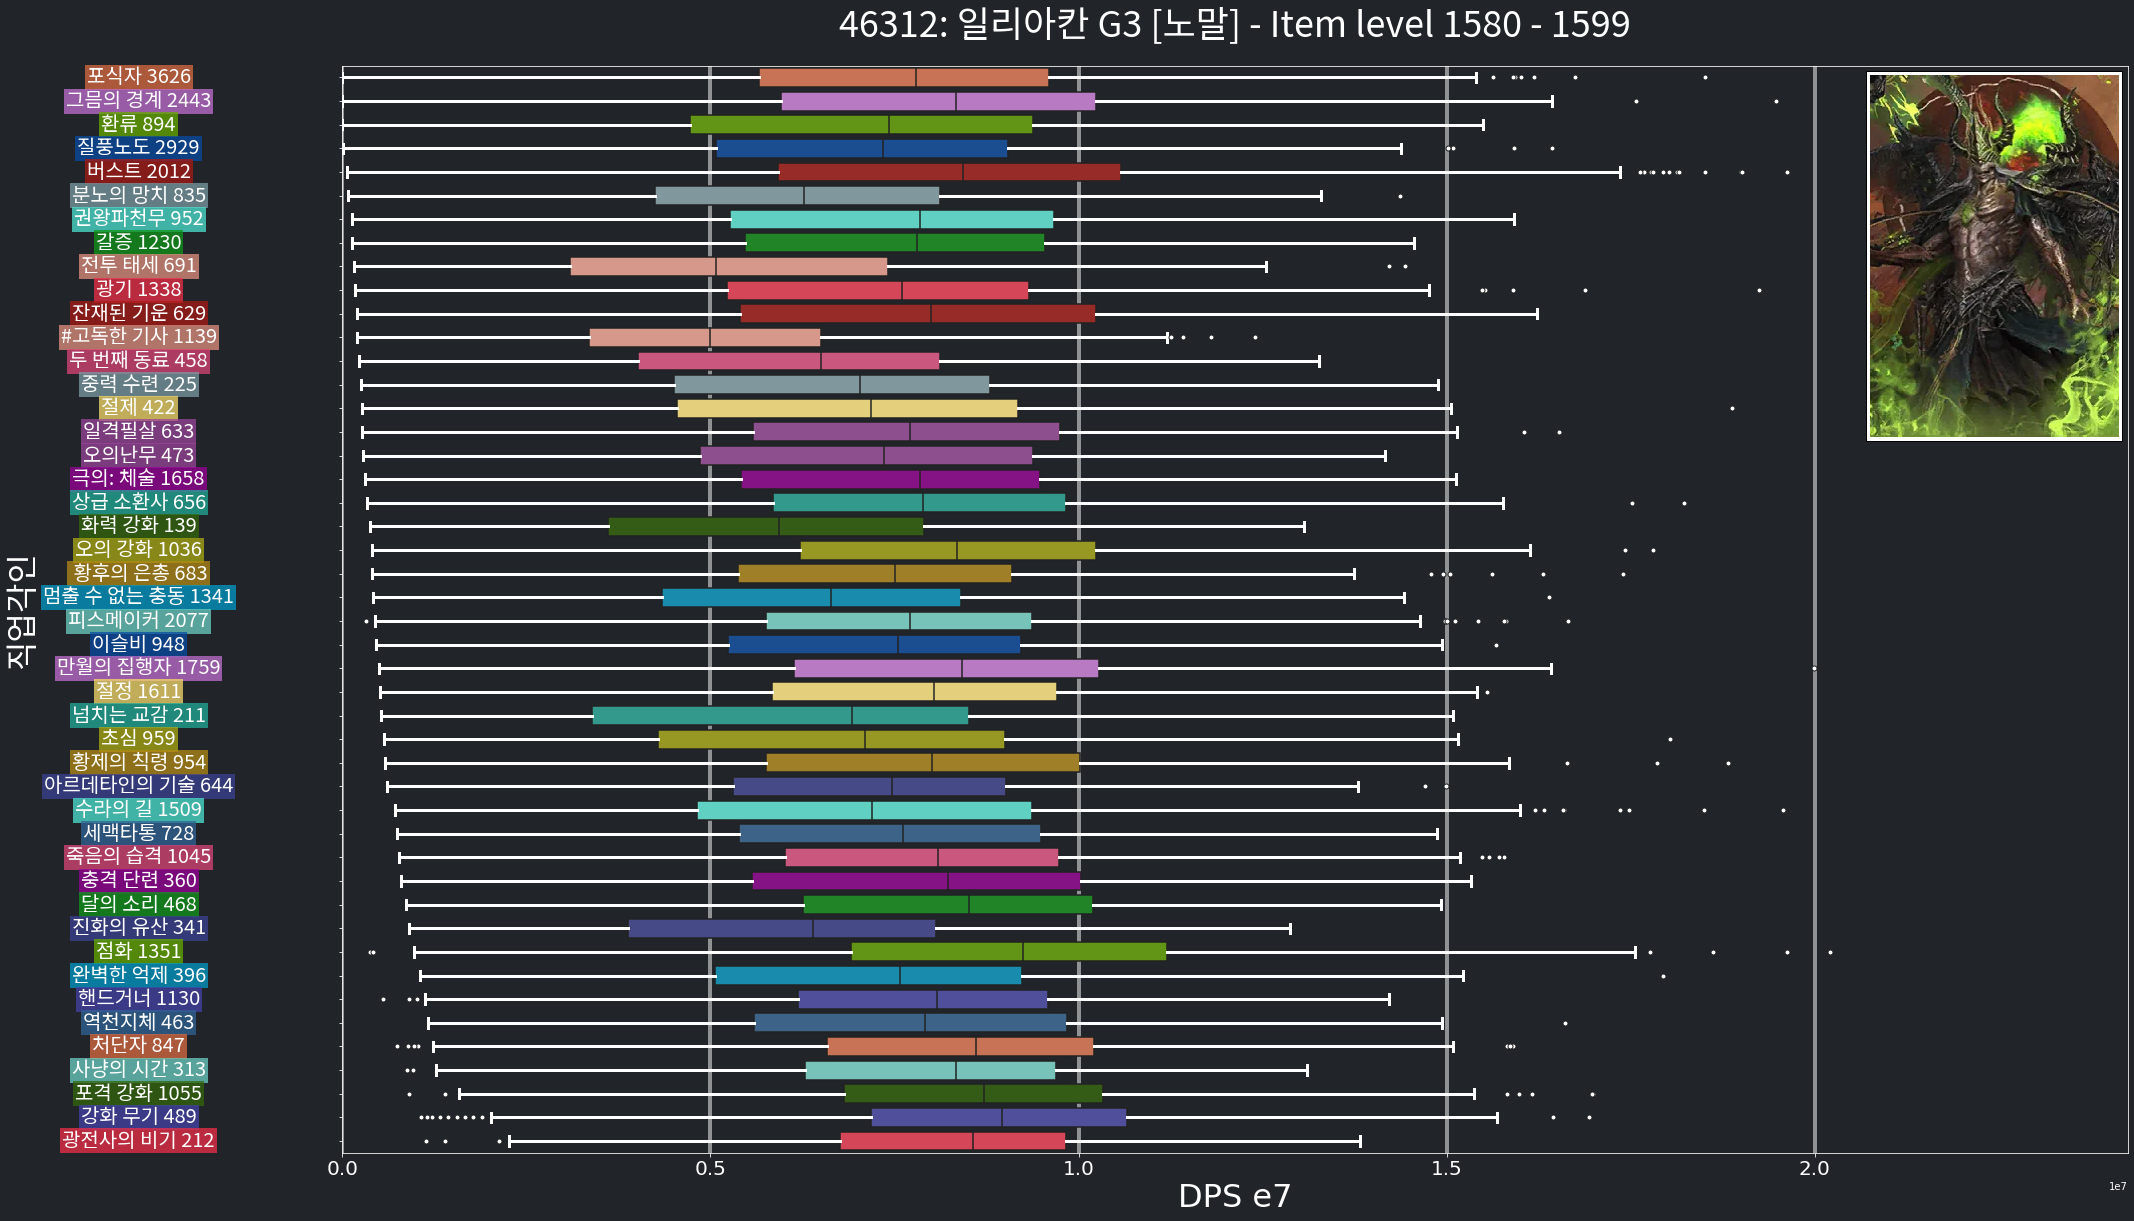 46312: 일리아칸 G3 [노말] - Item level 1580 - 1599
직업각인
포식자 3626
그믐의 경계 2443
환류 894
질풍노도 2929
버스트 2012
분노의 망치 835
권왕파천무 952
갈증 1230
전투 태세 691
광기 1338
잔재된 기운 629
#고독한 기사 1139
두 번째 동료 458
중력 수련 225
절제 422
일격필살 633
오의난무 473
극의: 체술 1658
상급 소환사 656
화력 강화 139
오의 강화 1036
황후의 은총 683
멈출 수 없는 충동 1341
피스메이커 2077
이슬비 948
만월의 집행자 1759
절정 1611
넘치는 교감 211
초심 959
황제의 칙령 954
아르데타인의 기술 644
수라의 길 1509
세맥타통 728
죽음의 습격 1045
충격 단련 360
달의 소리 468
진화의 유산 341
점화 1351
완벽한 억제 396
핸드거너 1130
역천지체 463
처단자 847
사냥의 시간 313
포격 강화 1055
강화 무기 489
광전사의 비기 212
0.0 0.5 1.0 1.5 2.0
DPS e7
1e7